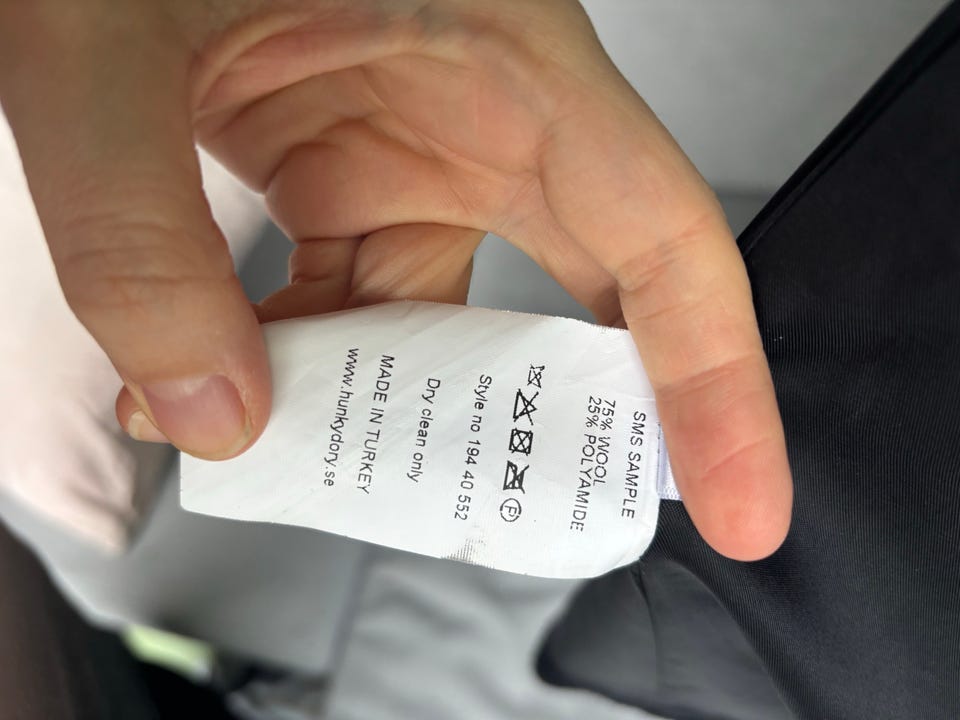 SMS SAMPLE
75% WOOL
25% POLYAMIDE
P
Style no 194 40 552
Dry clean only
MADE IN TURKEY
www.hunkydory.se